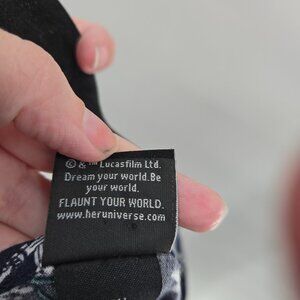 © & ™ Lucasfilm Ltd.
Dream your world.Be
your world.
FLAUNT YOUR WORLD.
www.heruniverse.com